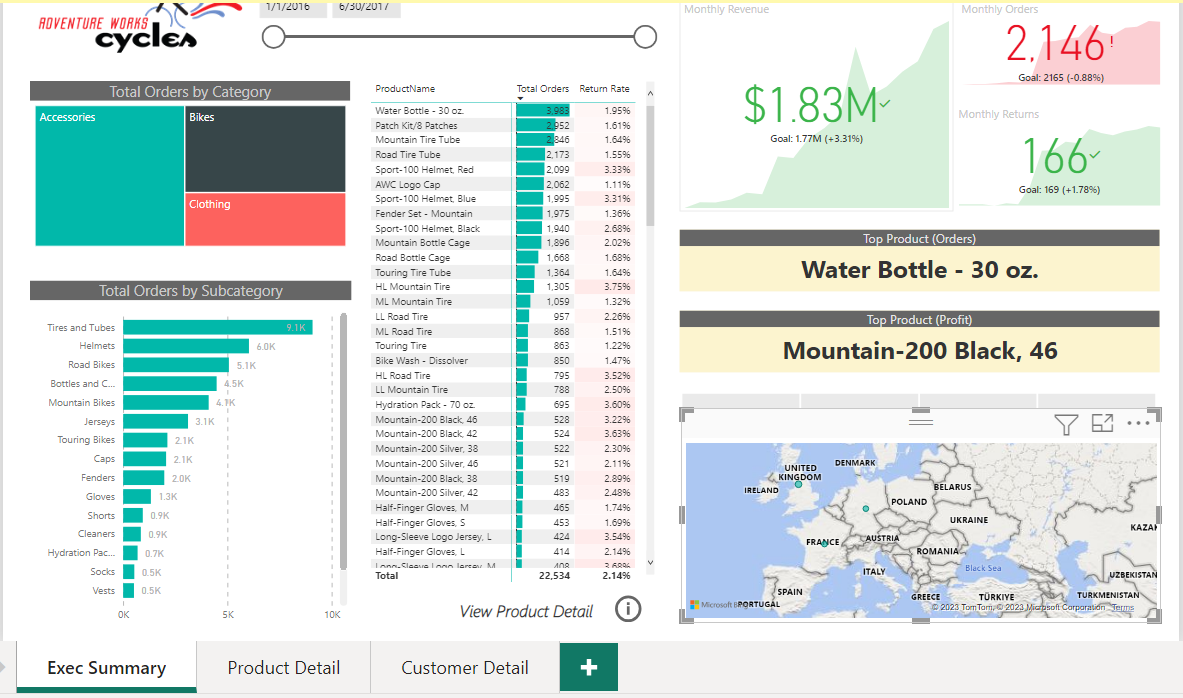 ADVENTURE WORKS
cycles
1/1/2016 6/30/2017
Total Orders by Category
Accessories
Bikes
Clothing
Total Orders by Subcategory
Tires and Tubes 9.1K
Helmets 6.0K
Road Bikes 5.1K
Bottles and C... 4.5K
Mountain Bikes 4.1K
Jerseys 3.1K
Touring Bikes 2.1K
Caps 2.1K
Fenders 2.0K
Gloves 1.3K
Shorts 0.9K
Cleaners 0.9K
Hydration Pac... 0.7K
Socks 0.5K
Vests 0.5K
0K 5K 10K
ProductName Total Orders Return Rate
Water Bottle - 30 oz. 3,983 1.95%
Patch Kit/8 Patches 2,952 1.61%
Mountain Tire Tube 2,846 1.64%
Road Tire Tube 2,173 1.55%
Sport-100 Helmet, Red 2,099 3.33%
AWC Logo Cap 2,062 1.11%
Sport-100 Helmet, Blue 1,995 3.31%
Fender Set - Mountain 1,975 1.36%
Sport-100 Helmet, Black 1,940 2.68%
Mountain Bottle Cage 1,896 2.02%
Road Bottle Cage 1,668 1.68%
Touring Tire Tube 1,364 1.64%
HL Mountain Tire 1,305 3.75%
ML Mountain Tire 1,059 1.32%
LL Road Tire 957 2.26%
ML Road Tire 868 1.51%
Touring Tire 863 1.22%
Bike Wash - Dissolver 850 1.47%
HL Road Tire 795 3.52%
LL Mountain Tire 788 2.50%
Hydration Pack - 70 oz. 695 3.60%
Mountain-200 Black, 46 528 3.22%
Mountain-200 Black, 42 524 3.63%
Mountain-200 Silver, 38 522 2.30%
Mountain-200 Silver, 46 521 2.11%
Mountain-200 Black, 38 519 2.89%
Mountain-200 Silver, 42 483 2.48%
Half-Finger Gloves, M 465 1.74%
Half-Finger Gloves, S 453 1.69%
Long-Sleeve Logo Jersey, L 424 3.54%
Half-Finger Gloves, L 414 2.14%
Long-Sleeve Logo Jersey, M 408 3.68%
Total 22,534 2.14%
View Product Detail
Monthly Revenue
$1.83M
Goal: 1.77M (+3.31%)
Monthly Orders
2,146!
Goal: 2165 (-0.88%)
Monthly Returns
166
Goal: 169 (+1.78%)
Top Product (Orders)
Water Bottle - 30 oz.
Top Product (Profit)
Mountain-200 Black, 46
UNITED
KINGDOM
DENMARK
IRELAND
BELARUS
POLAND
UKRAINE
KAZAK
FRANCE
AUSTRIA
ROMANIA
ITALY
Black Sea
UZBEKISTAN
SPAIN
PORTUGAL
GREECE
TÜRKIYE
TURKMENISTAN
Microsoft Bing
© 2023 TomTom, © 2023 Microsoft Corporation Terms
Exec Summary Product Detail Customer Detail +